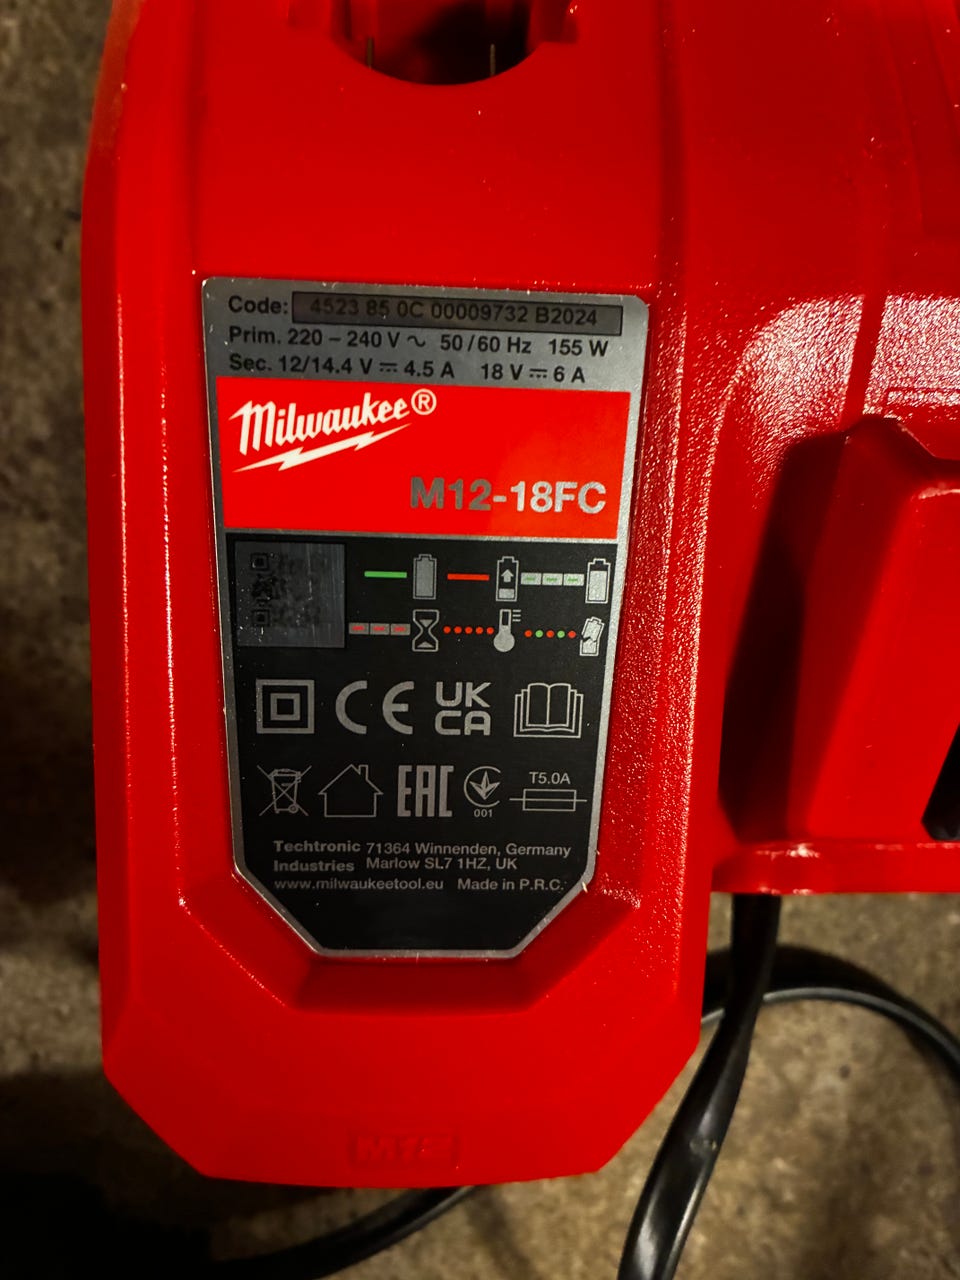 Code: 4523 85 0C 00009732 B2024
Prim. 220 – 240 V ~ 50/60 Hz 155 W
Sec. 12/14.4 V ⎓ 4.5 A 18 V ⎓ 6 A
Milwaukee®
M12-18FC
CE UK CA
EAC 001 T5.0A
Techtronic 71364 Winnenden, Germany
Industries Marlow SL7 1HZ, UK
www.milwaukeetool.eu Made in P.R.C.
M12